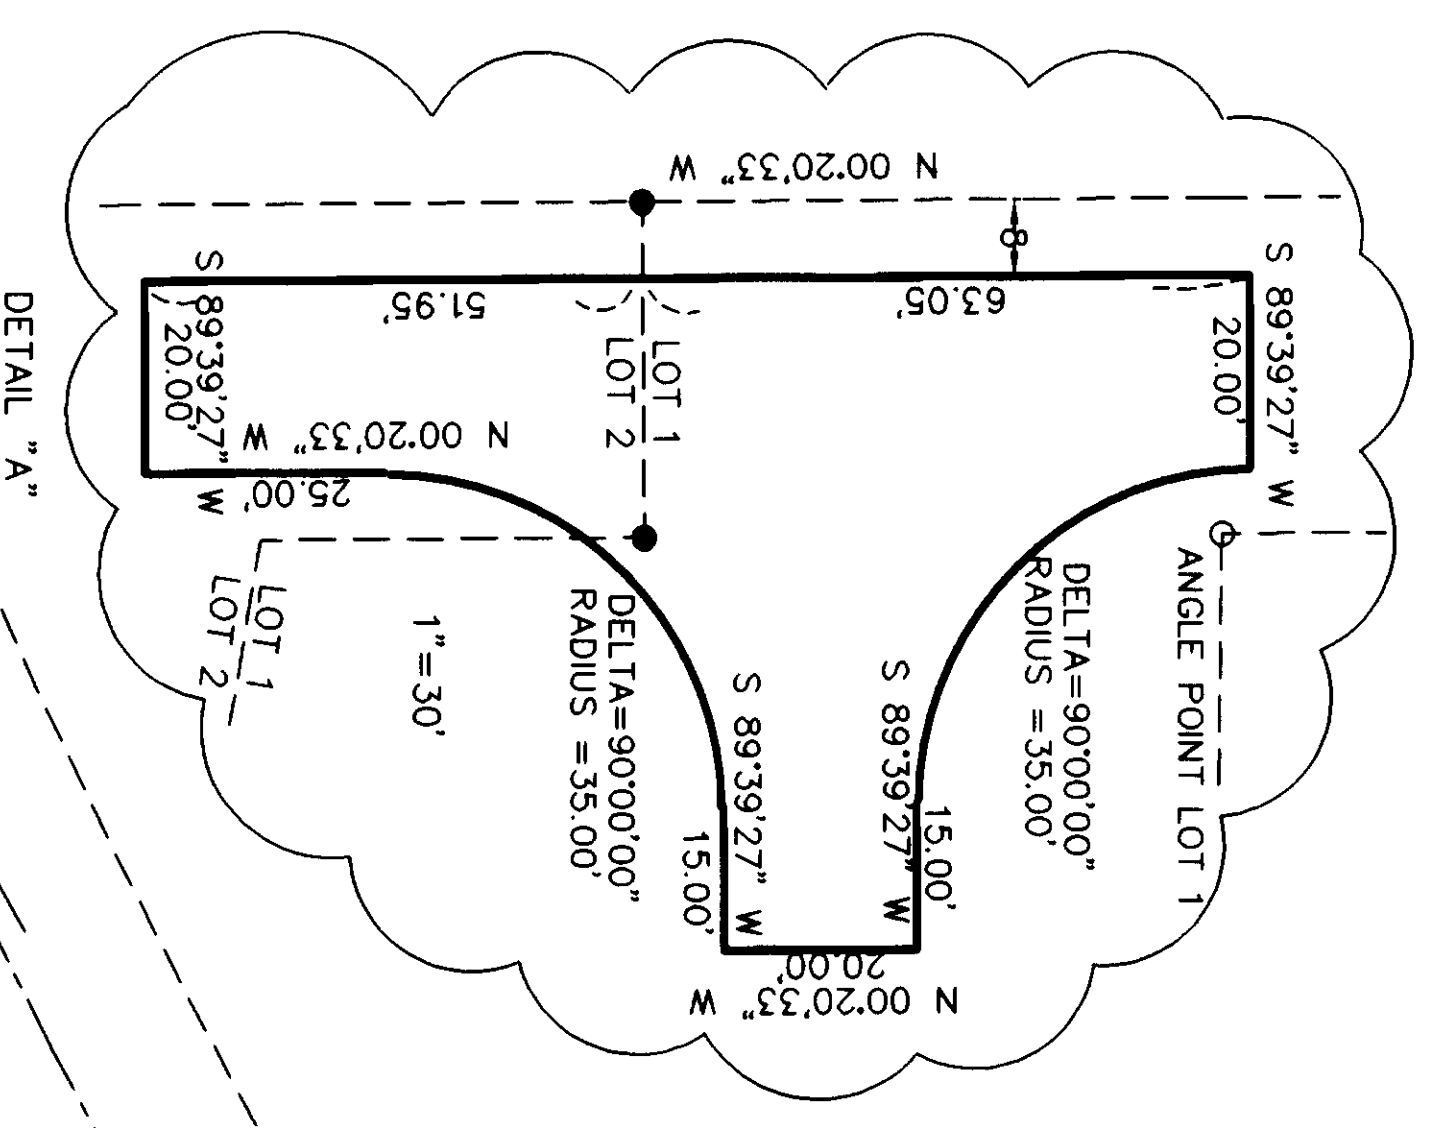 N 00°20'33" W
8
S 89°39'27" W
20.00'
63.05'
51.95'
S 89°39'27" W
20.00'
LOT 1
LOT 2
N 00°20'33" W
25.00'
ANGLE POINT LOT 1
DELTA=90°00'00"
RADIUS =35.00'
DELTA=90°00'00"
RADIUS =35.00'
LOT 1
LOT 2
1"=30'
S 89°39'27" W
15.00'
S 89°39'27" W
15.00'
20.00'
N 00°20'33" W
DETAIL "A"